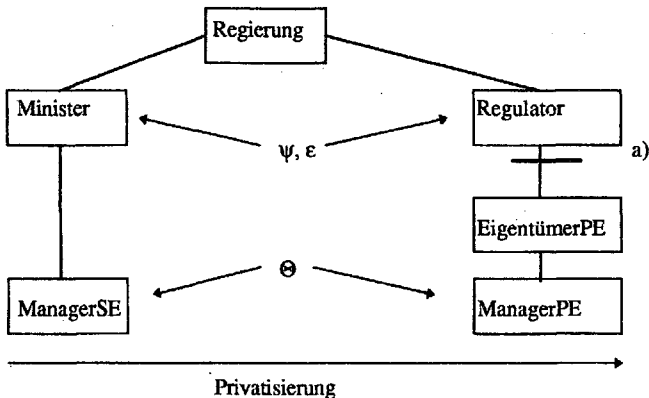 Regierung
Minister
Regulator
ψ, ε
a)
EigentümerPE
Θ
ManagerSE
ManagerPE
Privatisierung